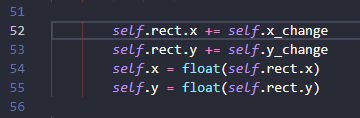 51
52 self.rect.x += self.x_change
53 self.rect.y += self.y_change
54 self.x = float(self.rect.x)
55 self.y = float(self.rect.y)
56